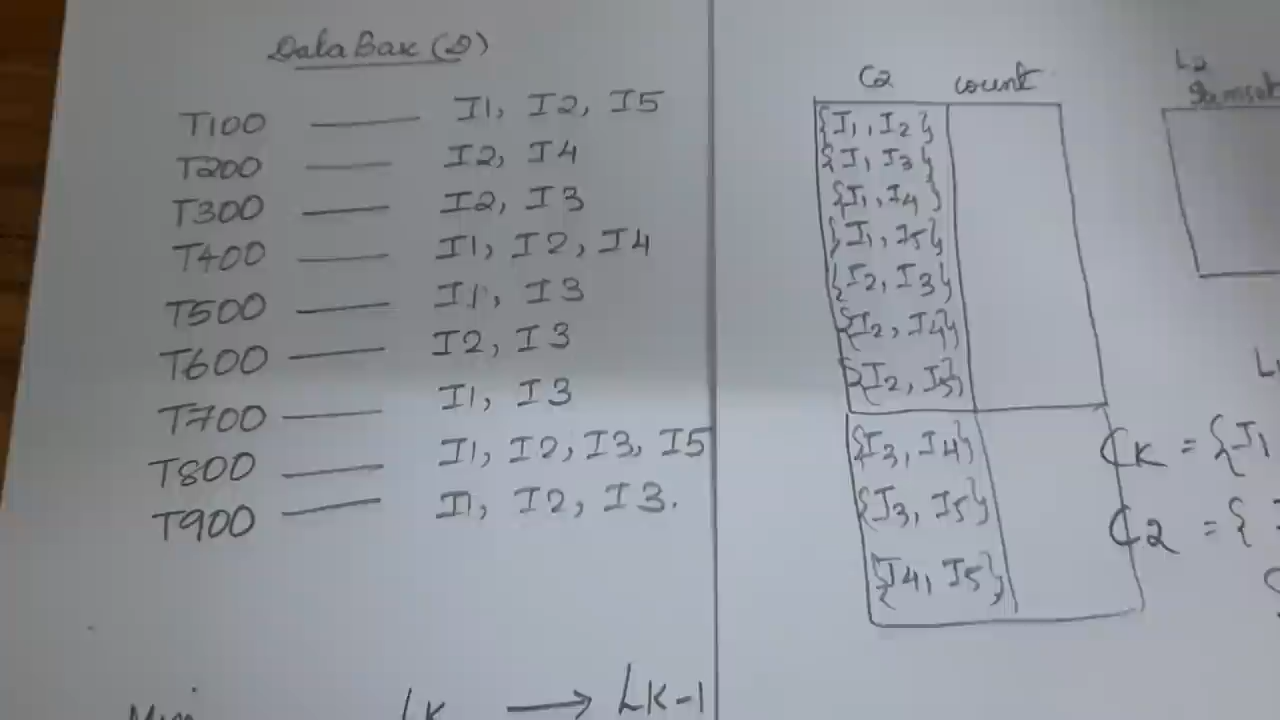 DataBase (D)
T100 —— I1, I2, I5
T200 —— I2, I4
T300 —— I2, I3
T400 —— I1, I2, I4
T500 —— I1, I3
T600 —— I2, I3
T700 —— I1, I3
T800 —— I1, I2, I3, I5
T900 —— I1, I2, I3.
Min
LK → LK-1
C2 count
{I1, I2}
{I1, I3}
{I1, I4}
{I1, I5}
{I2, I3}
{I2, I4}
{I2, I5}
{I3, I4}
{I3, I5}
{I4, I5}
L2
CK = {I1
C2 = {